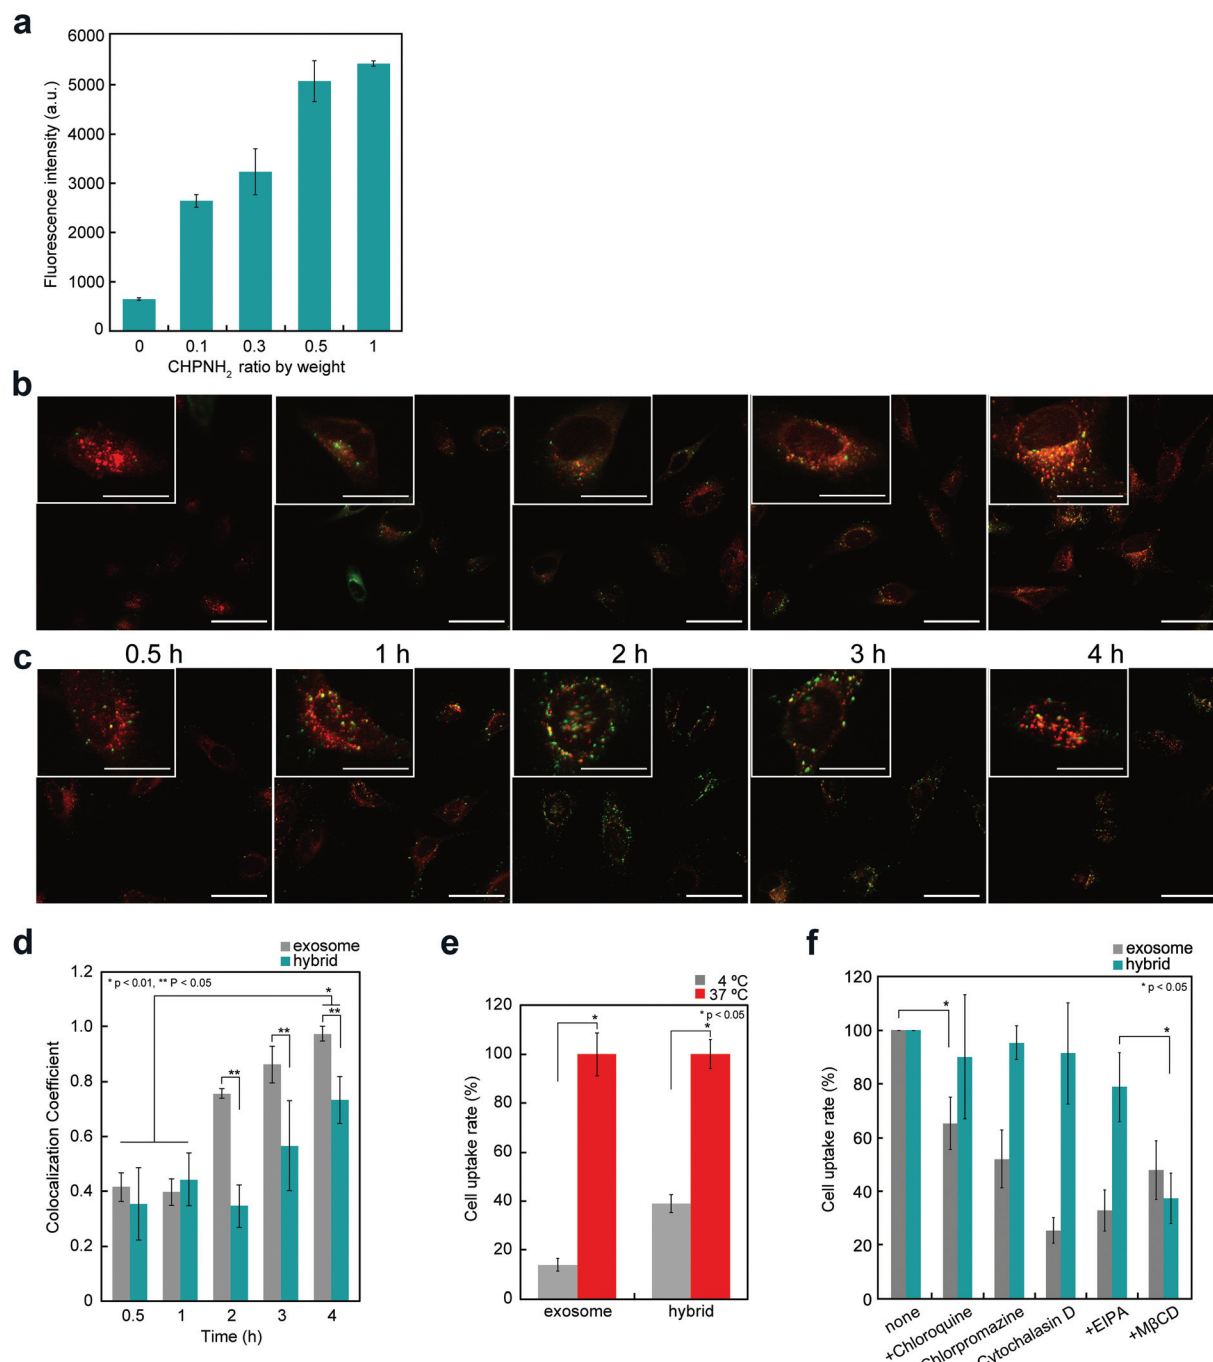 a
6000
5000
4000
3000
2000
1000
0
Fluorescence intensity (a.u.)
0 0.1 0.3 0.5 1
CHPNH2 ratio by weight
b
c
0.5 h 1 h 2 h 3 h 4 h
d
exosome
hybrid
* p < 0.01, ** P < 0.05
1.2
1.0
0.8
0.6
0.4
0.2
0
Colocalization Coefficient
* ** ** **
0.5 1 2 3 4
Time (h)
e
4 ºC
37 ºC
* p < 0.05
120
100
80
60
40
20
0
Cell uptake rate (%)
* *
exosome hybrid
f
exosome
hybrid
* p < 0.05
120
100
80
60
40
20
0
Cell uptake rate (%)
* *
none
+Chloroquine
Chlorpromazine
Cytochalasin D
+EIPA
+MβCD